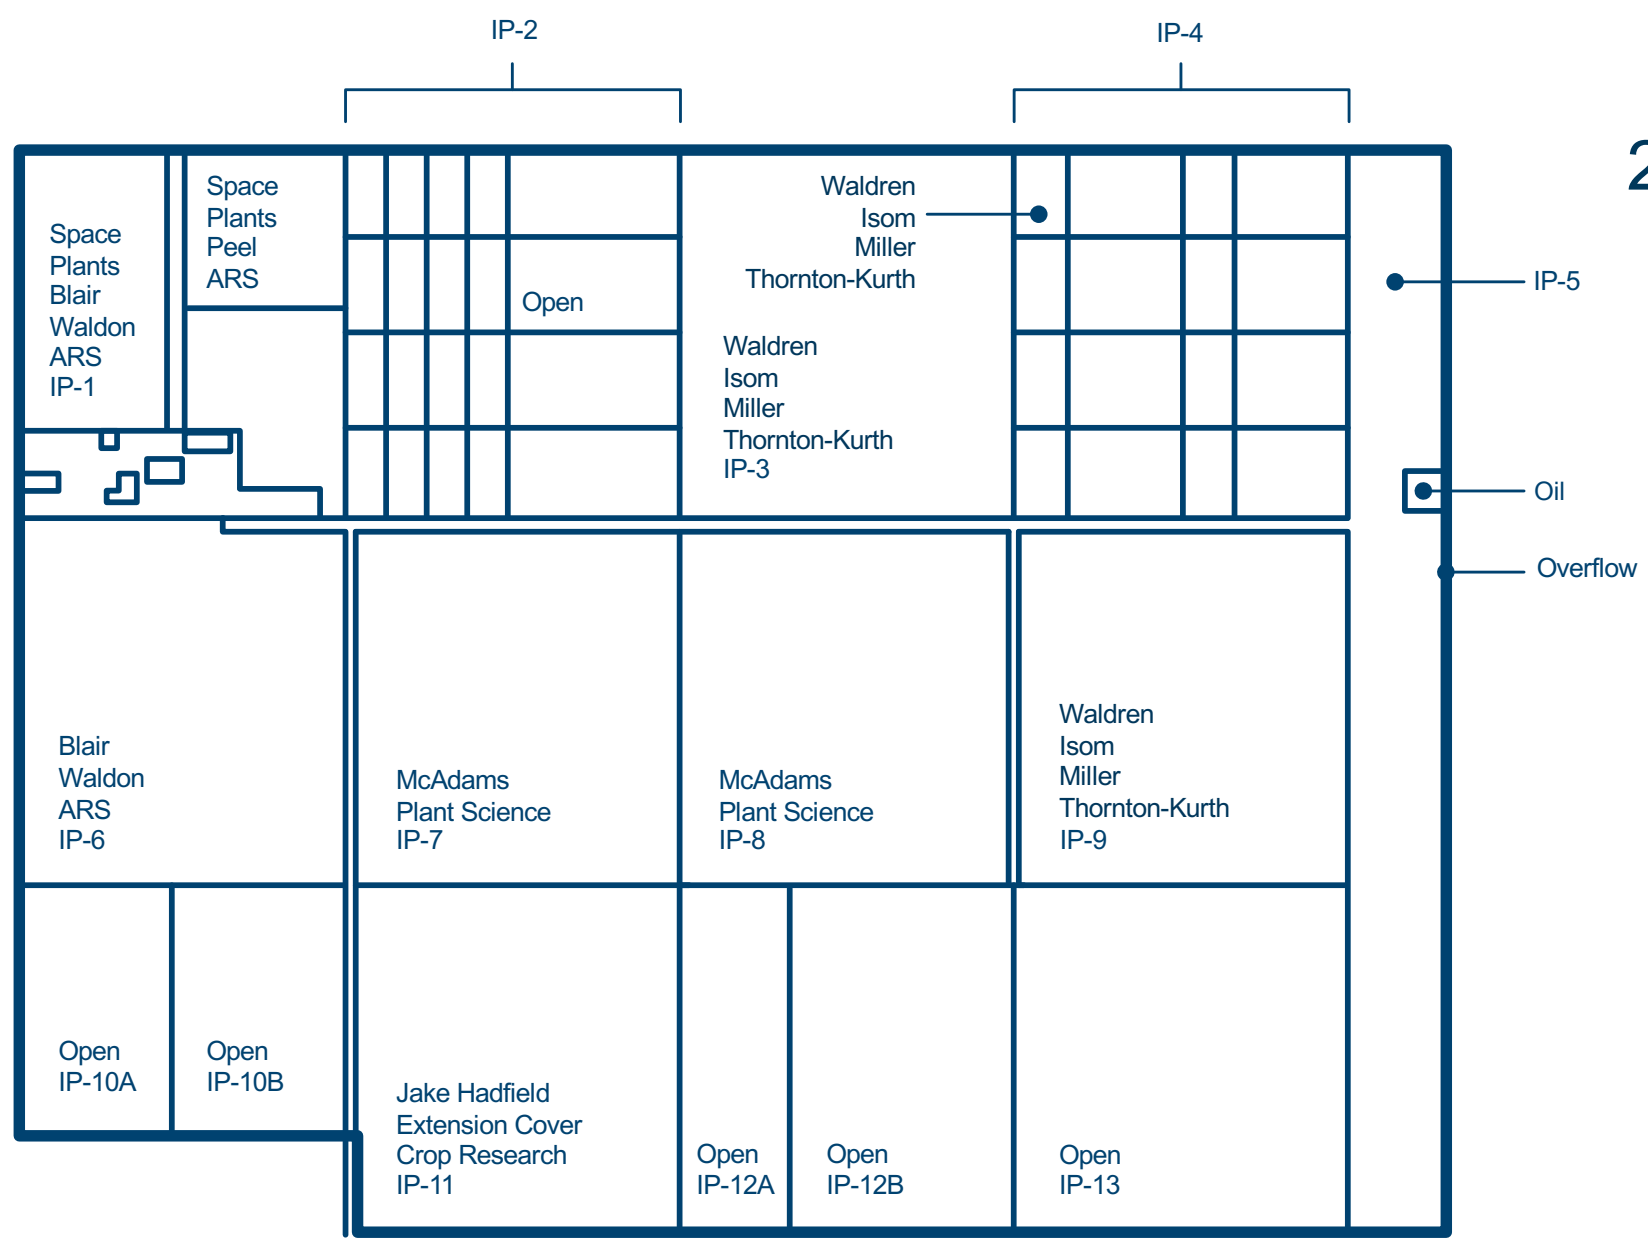 IP-2
IP-4
2
Space
Plants
Blair
Waldon
ARS
IP-1
Space
Plants
Peel
ARS
Open
Waldren
Isom
Miller
Thornton-Kurth
Waldren
Isom
Miller
Thornton-Kurth
IP-3
IP-5
Oil
Overflow
Blair
Waldon
ARS
IP-6
McAdams
Plant Science
IP-7
McAdams
Plant Science
IP-8
Waldren
Isom
Miller
Thornton-Kurth
IP-9
Open
IP-10A
Open
IP-10B
Jake Hadfield
Extension Cover
Crop Research
IP-11
Open
IP-12A
Open
IP-12B
Open
IP-13